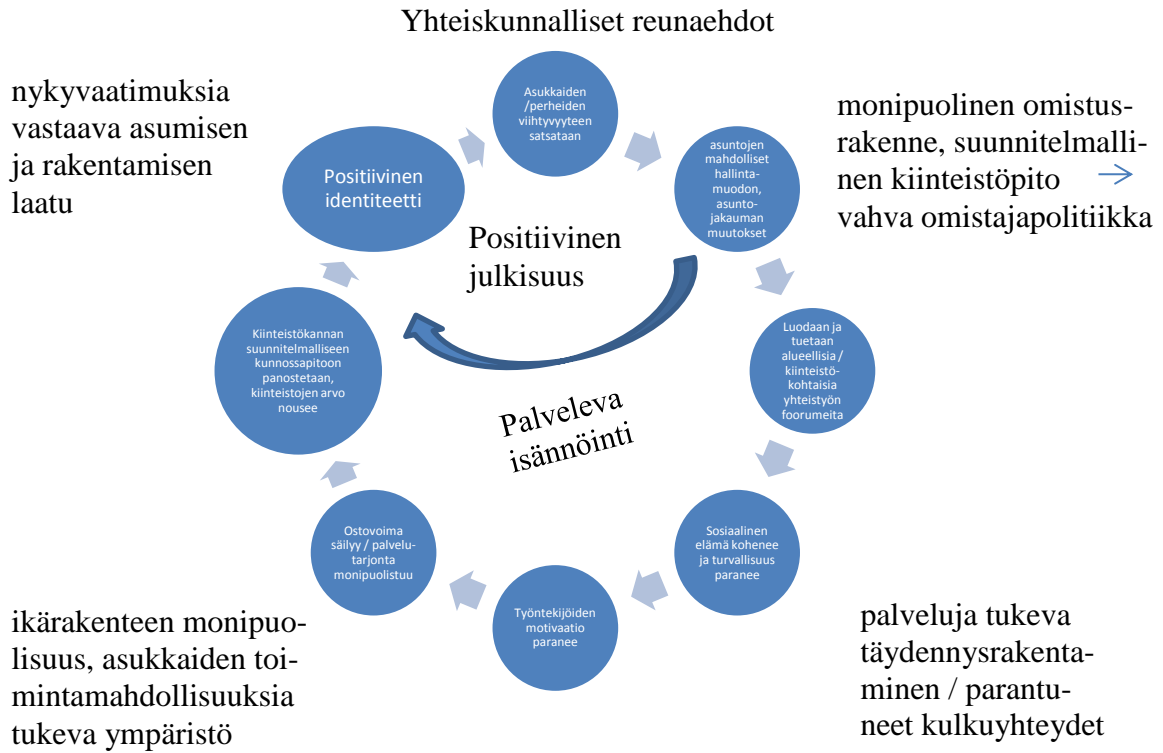 Yhteiskunnalliset reunaehdot
nykyvaatimuksia
vastaava asumisen
ja rakentamisen
laatu
Asukkaiden
/perheiden
viihtyvyyteen
satsataan
monipuolinen omistus-
rakenne, suunnitelmalli-
nen kiinteistöpito →
vahva omistajapolitiikka
asuntojen
mahdolliset
hallinta-
muodon,
asunto-
jakauman
muutokset
Positiivinen
identiteetti
Positiivinen
julkisuus
Luodaan ja
tuetaan
alueellisia /
kiinteistö-
kohtaisia
yhteistyön
foorumeita
Kiinteistökannan
suunnitelmalliseen
kunnossapitoon
panostetaan,
kiinteistojen arvo
nousee
Palveleva
isännöinti
Sosiaalinen
elämä kohenee
ja turvallisuus
paranee
Ostovoima
säilyy / palvelu-
tarjonta
monipuolistuu
Työntekijöiden
motivaatio
paranee
ikärakenteen monipuo-
lisuus, asukkaiden toi-
mintamahdollisuuksia
tukeva ympäristö
palveluja tukeva
täydennysrakenta-
minen / parantu-
neet kulkuyhteydet